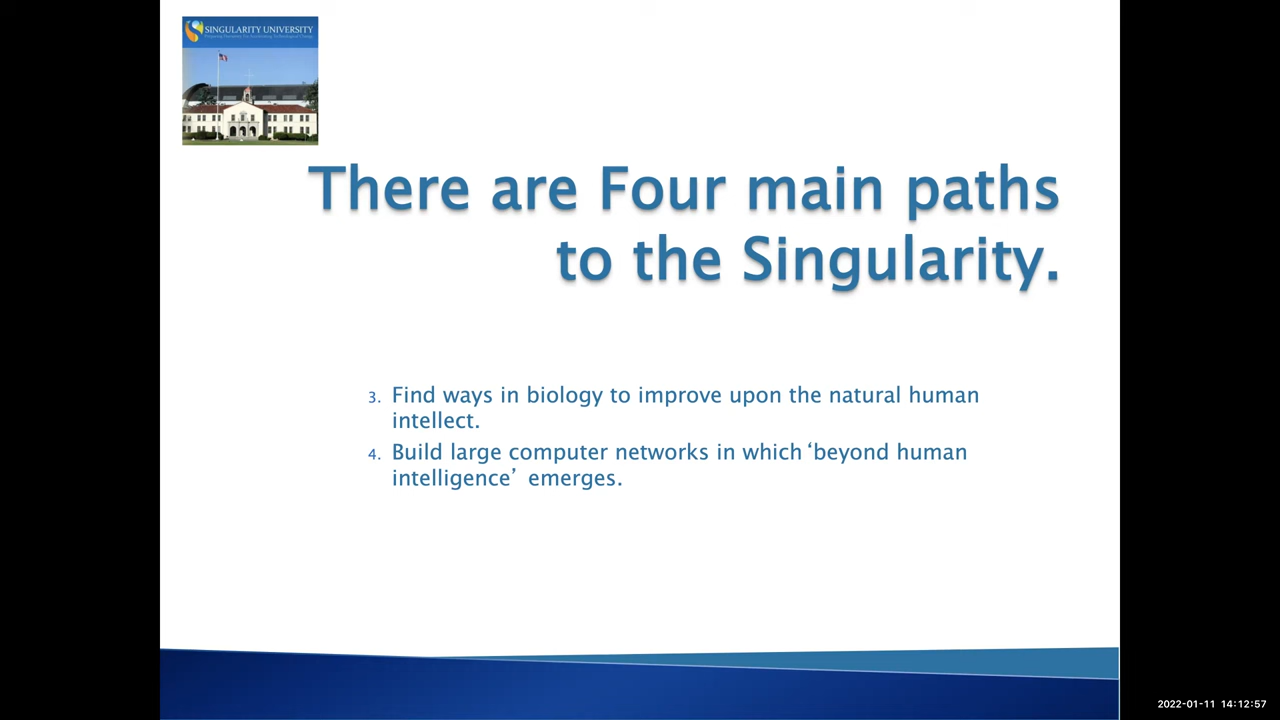 SINGULARITY UNIVERSITY
There are Four main paths
to the Singularity.
3. Find ways in biology to improve upon the natural human
intellect.
4. Build large computer networks in which ‘beyond human
intelligence’ emerges.
2022-01-11 14:12:57